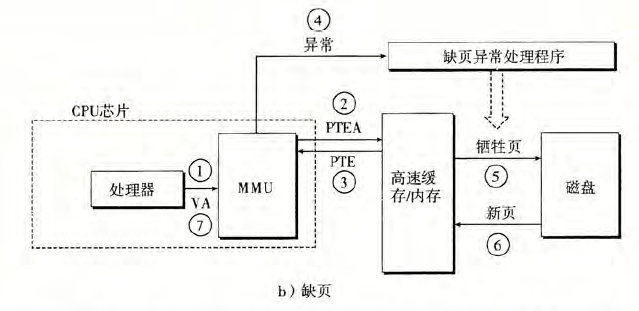 ④
异常
缺页异常处理程序
CPU芯片
②
PTEA
牺牲页
①
处理器
VA
⑦
MMU
PTE
③
高速缓
存/内存
⑤
磁盘
新页
⑥
b）缺页